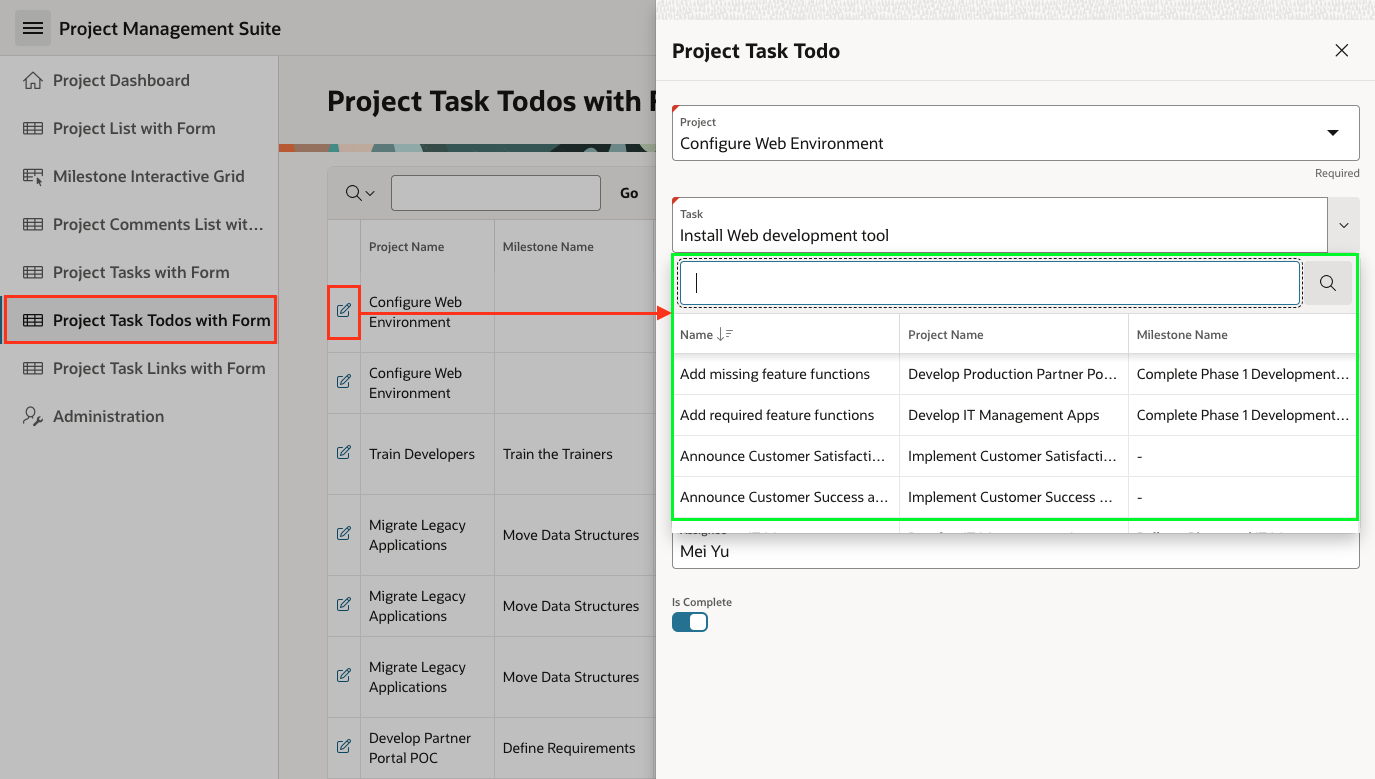 Project Management Suite
Project Dashboard
Project List with Form
Milestone Interactive Grid
Project Comments List wit...
Project Tasks with Form
Project Task Todos with Form
Project Task Links with Form
Administration
Project Task Todos with F
Go
Project Name
Milestone Name
Configure Web
Environment
Configure Web
Environment
Train Developers
Train the Trainers
Migrate Legacy
Applications
Move Data Structures
Migrate Legacy
Applications
Move Data Structures
Migrate Legacy
Applications
Move Data Structures
Develop Partner
Portal POC
Define Requirements
Project Task Todo
Project
Configure Web Environment
Required
Task
Install Web development tool
Name
Project Name
Milestone Name
Add missing feature functions
Develop Production Partner Po...
Complete Phase 1 Development...
Add required feature functions
Develop IT Management Apps
Complete Phase 1 Development...
Announce Customer Satisfacti...
Implement Customer Satisfacti...
-
Announce Customer Success a...
Implement Customer Success ...
-
Mei Yu
Is Complete